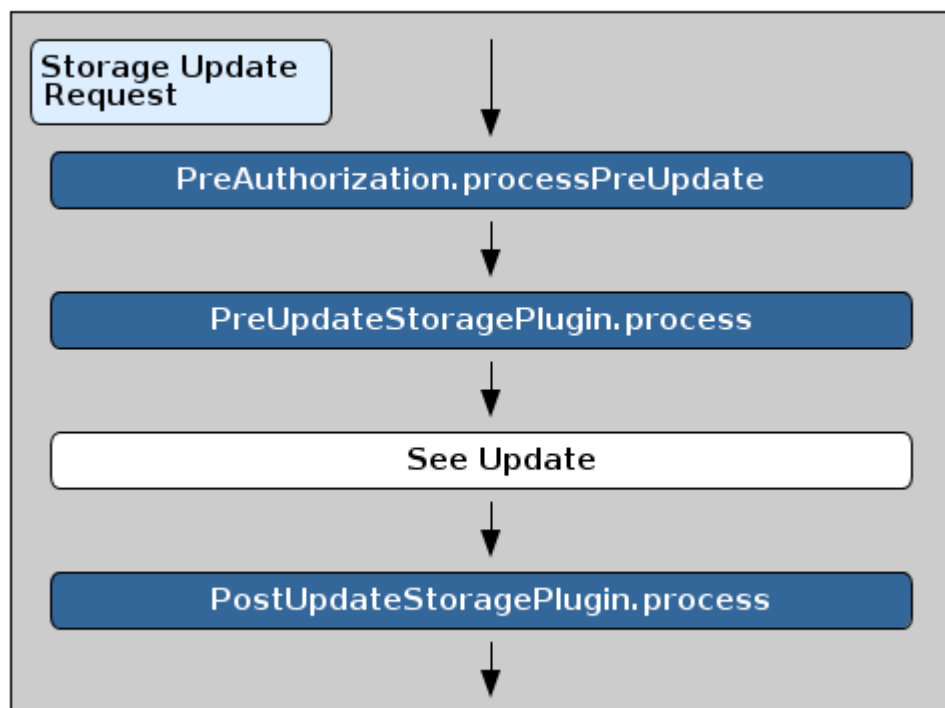 Storage Update
Request
PreAuthorization.processPreUpdate
PreUpdateStoragePlugin.process
See Update
PostUpdateStoragePlugin.process